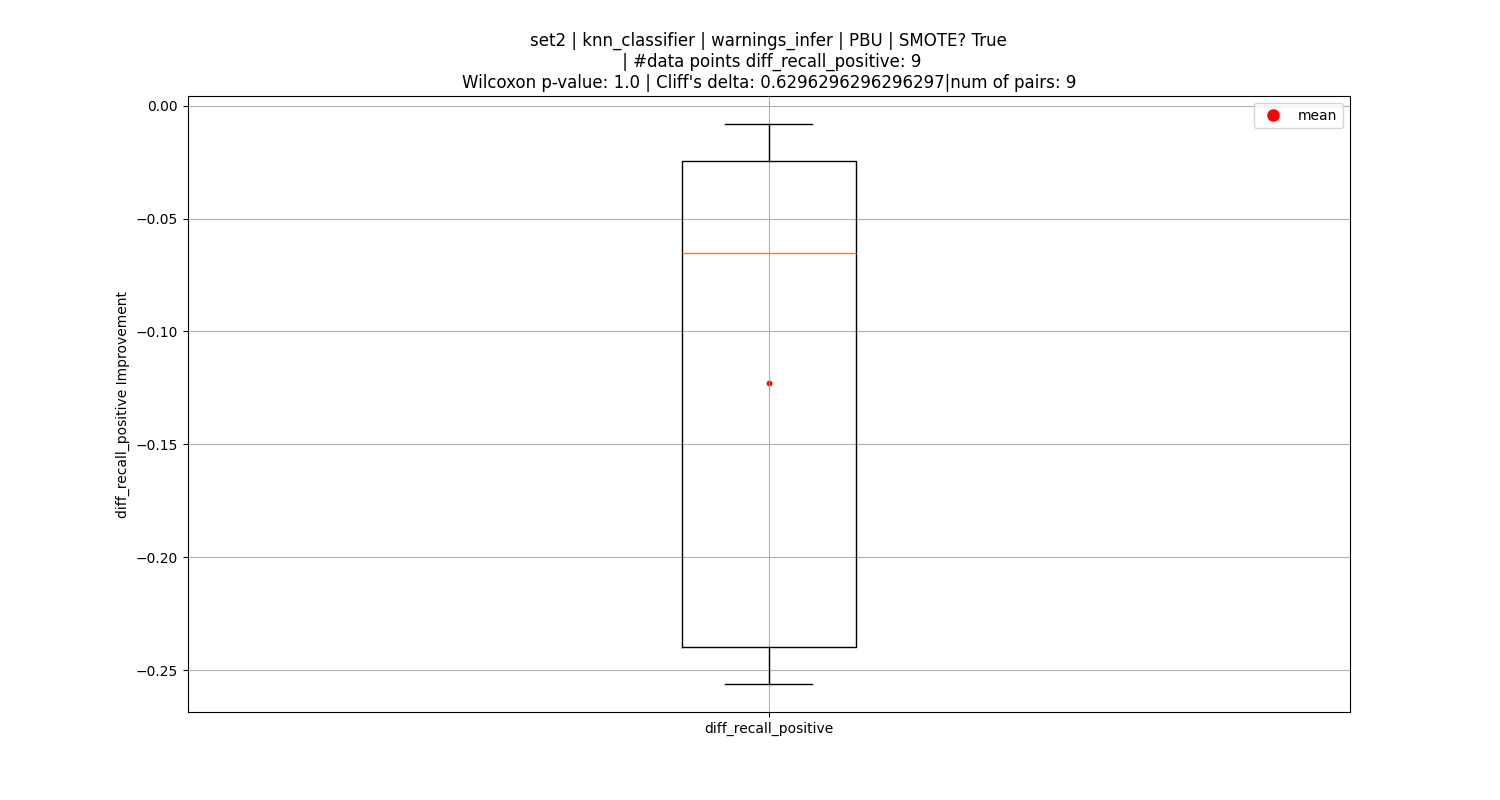 set2 | knn_classifier | warnings_infer | PBU | SMOTE? True
| #data points diff_recall_positive: 9
Wilcoxon p-value: 1.0 | Cliff's delta: 0.6296296296296297|num of pairs: 9
mean
0.00
−0.05
−0.10
−0.15
−0.20
−0.25
diff_recall_positive Improvement
diff_recall_positive